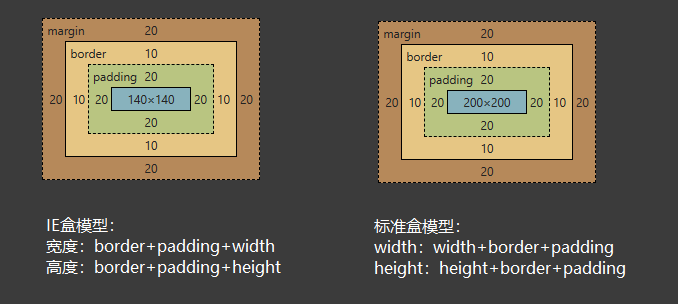 margin 20
border 10
padding 20
20 10 20 140×140 20 10 20
20
10
20
margin 20
border 10
padding 20
20 10 20 200×200 20 10 20
20
10
20
IE盒模型：
宽度：border+padding+width
高度：border+padding+height
标准盒模型：
width：width+border+padding
height：height+border+padding